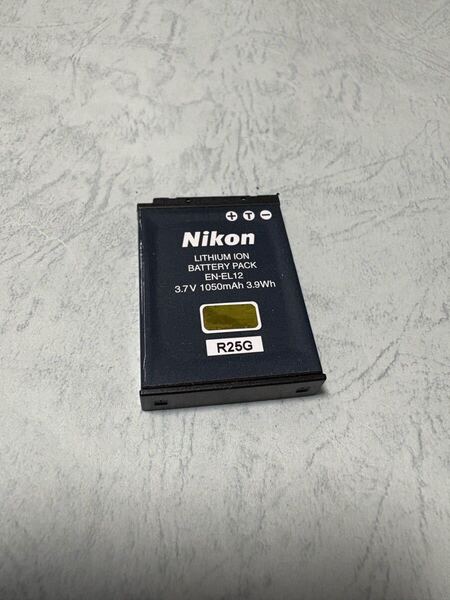 + T -
Nikon
LITHIUM ION
BATTERY PACK
EN-EL12
3.7V 1050mAh 3.9Wh
R25G